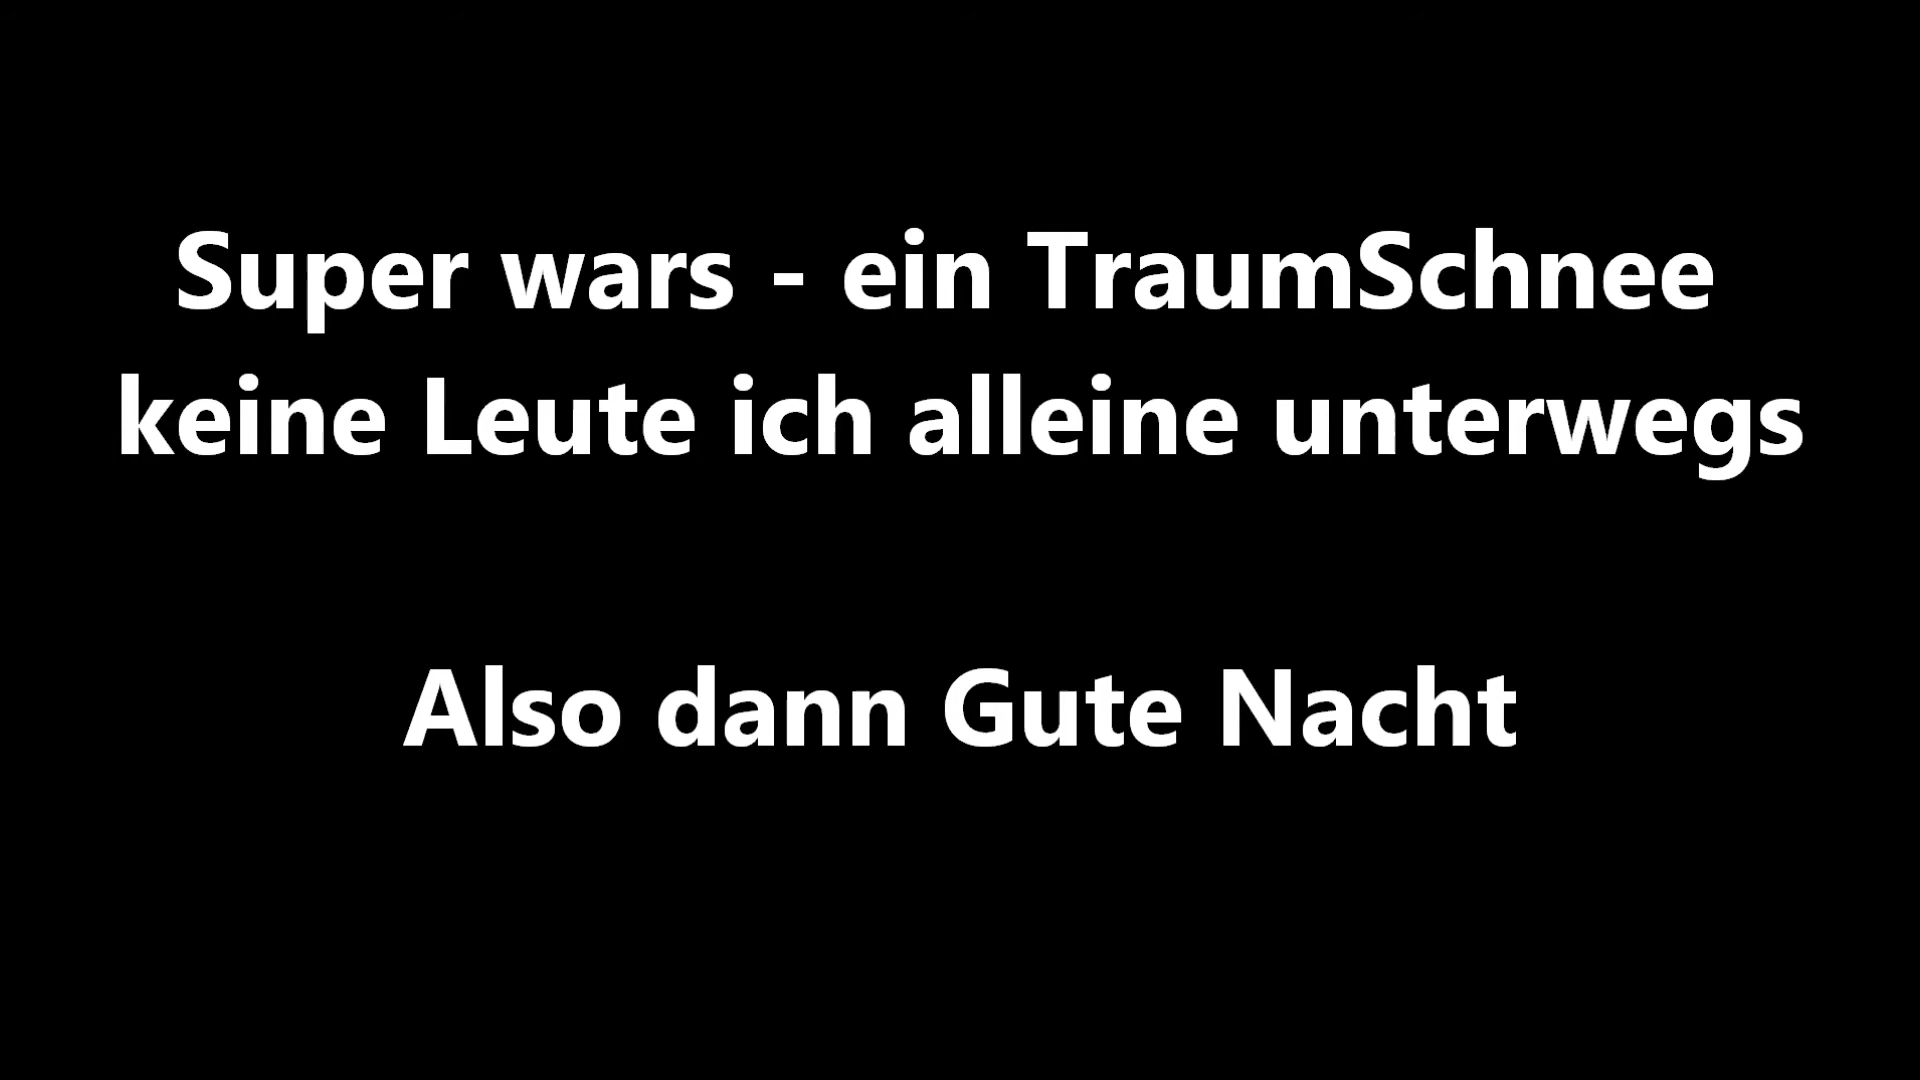 Super wars - ein TraumSchnee
keine Leute ich alleine unterwegs
Also dann Gute Nacht